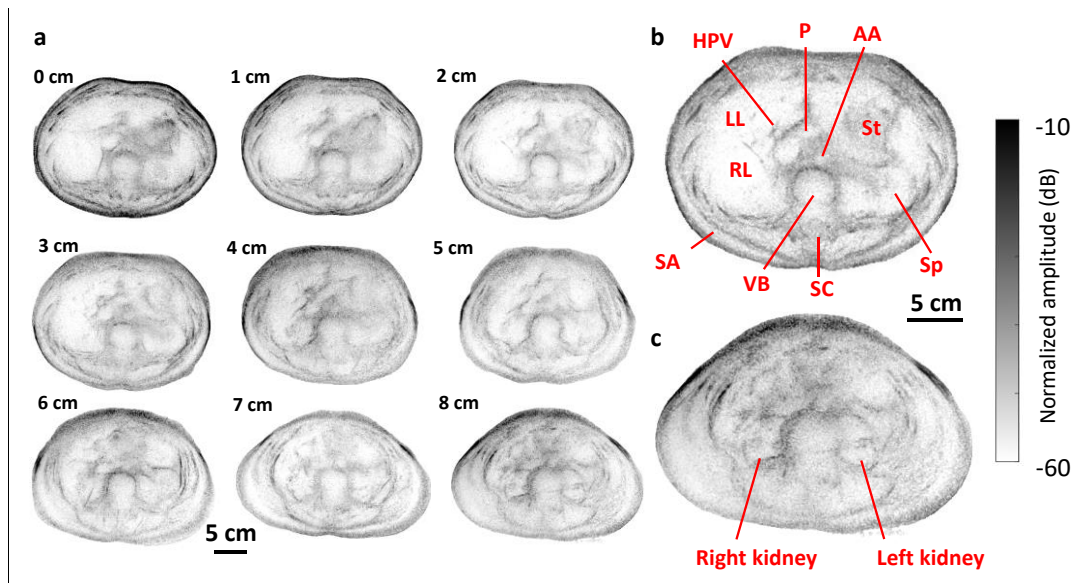 a
0 cm
1 cm
2 cm
3 cm
4 cm
5 cm
6 cm
7 cm
8 cm
5 cm
b
HPV
P
AA
LL
St
RL
SA
VB
SC
Sp
5 cm
c
Right kidney
Left kidney
-10
Normalized amplitude (dB)
-60